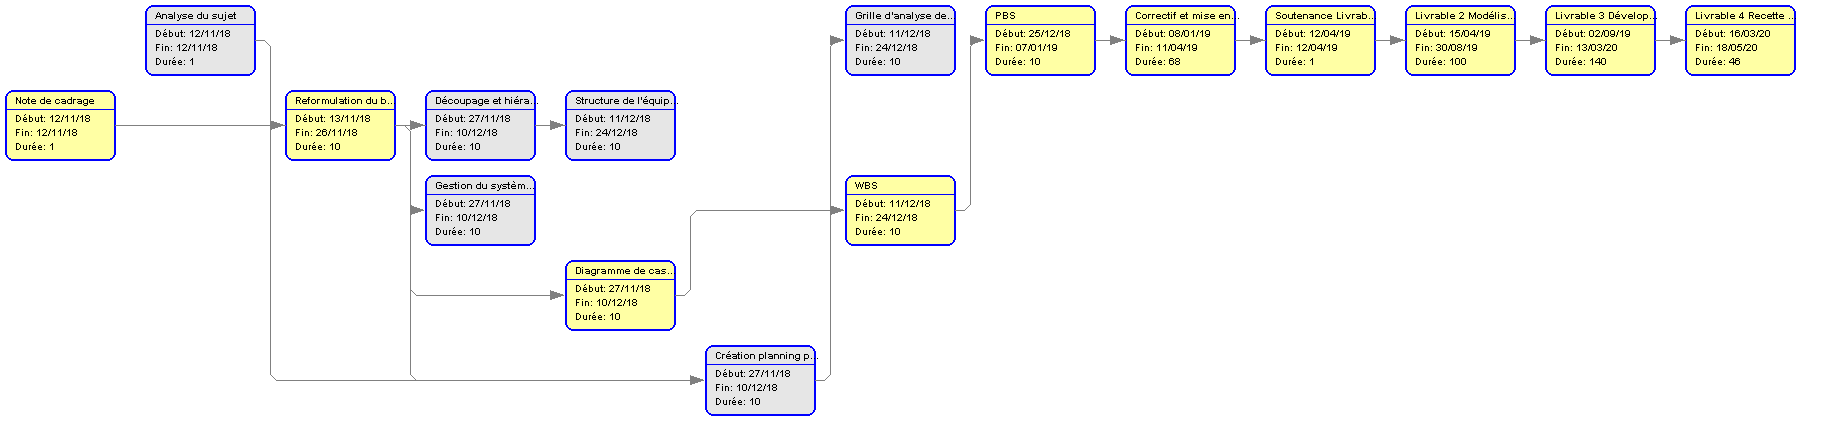 Analyse du sujet
Début: 12/11/18
Fin: 12/11/18
Durée: 1
Grille d'analyse de...
Début: 11/12/18
Fin: 24/12/18
Durée: 10
PBS
Début: 25/12/18
Fin: 07/01/19
Durée: 10
Correctif et mise en...
Début: 08/01/19
Fin: 11/04/19
Durée: 68
Soutenance Livrab...
Début: 12/04/19
Fin: 12/04/19
Durée: 1
Livrable 2 Modélis...
Début: 15/04/19
Fin: 30/08/19
Durée: 100
Livrable 3 Dévelop...
Début: 02/09/19
Fin: 13/03/20
Durée: 140
Livrable 4 Recette ...
Début: 16/03/20
Fin: 18/05/20
Durée: 46
Note de cadrage
Début: 12/11/18
Fin: 12/11/18
Durée: 1
Reformulation du b...
Début: 13/11/18
Fin: 26/11/18
Durée: 10
Découpage et hiéra...
Début: 27/11/18
Fin: 10/12/18
Durée: 10
Structure de l'équip...
Début: 11/12/18
Fin: 24/12/18
Durée: 10
Gestion du systèm...
Début: 27/11/18
Fin: 10/12/18
Durée: 10
WBS
Début: 11/12/18
Fin: 24/12/18
Durée: 10
Diagramme de cas...
Début: 27/11/18
Fin: 10/12/18
Durée: 10
Création planning p...
Début: 27/11/18
Fin: 10/12/18
Durée: 10